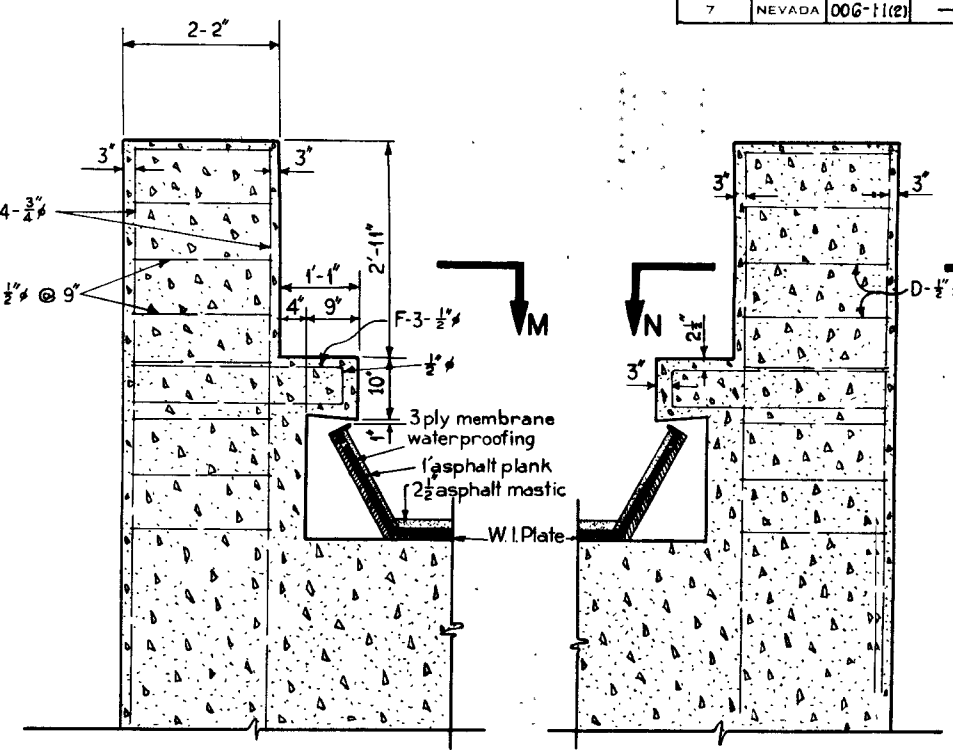 7 NEVADA 006-11(2) —
2-2"
3" 3"
3" 3"
4-3/4"ϕ
2'-11"
1'-1"
1/2"ϕ @ 9"
4" 9"
F-3-1/2"ϕ
M
N
D-1/2"
2 1/2"
1/2"ϕ
10"
3"
1"
3 ply membrane
waterproofing
1"asphalt plank
2 1/2"asphalt mastic
W.I. Plate